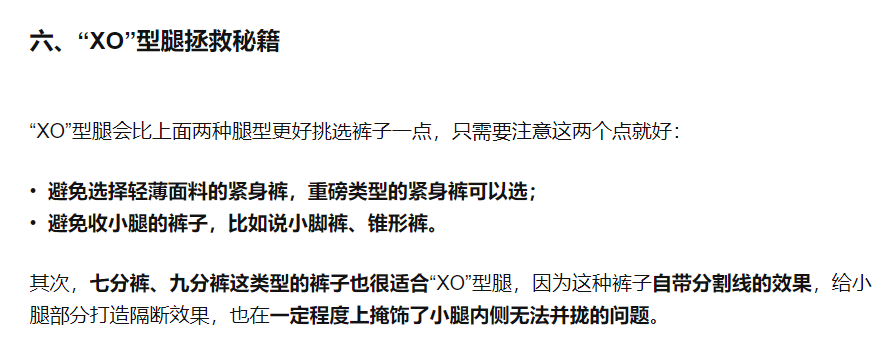 六、“XO”型腿拯救秘籍
“XO”型腿会比上面两种腿型更好挑选裤子一点，只需要注意这两个点就好：
• 避免选择轻薄面料的紧身裤，重磅类型的紧身裤可以选；
• 避免收小腿的裤子，比如说小脚裤、锥形裤。
其次，七分裤、九分裤这类型的裤子也很适合“XO”型腿，因为这种裤子自带分割线的效果，给小
腿部分打造隔断效果，也在一定程度上掩饰了小腿内侧无法并拢的问题。